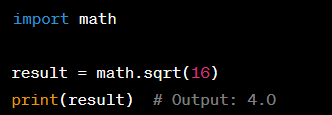 import math
result = math.sqrt(16)
print(result)  # Output: 4.0